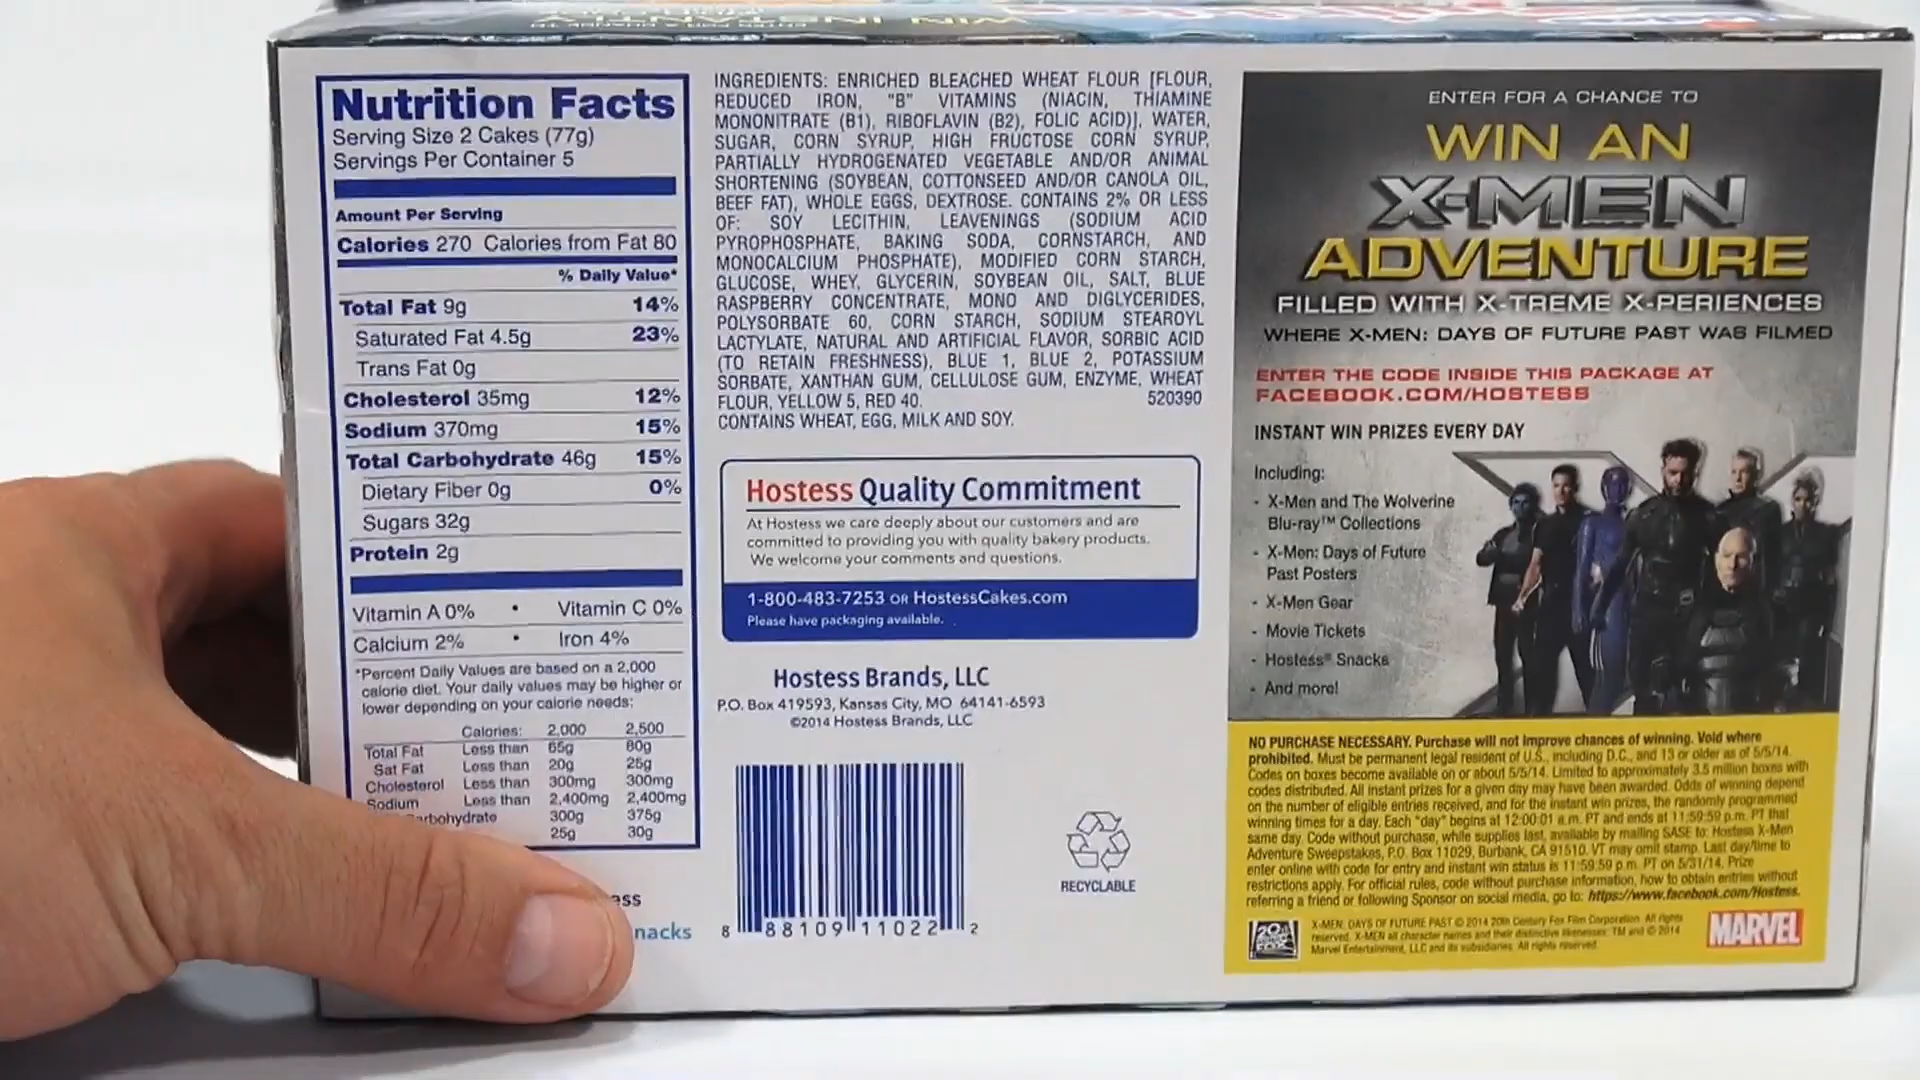 WIN INSTANTLY
Nutrition Facts
Serving Size 2 Cakes (77g)
Servings Per Container 5
Amount Per Serving
Calories 270 Calories from Fat 80
% Daily Value*
Total Fat 9g 14%
Saturated Fat 4.5g 23%
Trans Fat 0g
Cholesterol 35mg 12%
Sodium 370mg 15%
Total Carbohydrate 46g 15%
Dietary Fiber 0g 0%
Sugars 32g
Protein 2g
Vitamin A 0% • Vitamin C 0%
Calcium 2% • Iron 4%
*Percent Daily Values are based on a 2,000
calorie diet. Your daily values may be higher or
lower depending on your calorie needs:
Calories: 2,000 2,500
Total Fat Less than 65g 80g
Sat Fat Less than 20g 25g
Cholesterol Less than 300mg 300mg
Sodium Less than 2,400mg 2,400mg
arbohydrate 300g 375g
25g 30g
ess
nacks
INGREDIENTS: ENRICHED BLEACHED WHEAT FLOUR [FLOUR,
REDUCED IRON, "B" VITAMINS (NIACIN, THIAMINE
MONONITRATE (B1), RIBOFLAVIN (B2), FOLIC ACID)], WATER,
SUGAR, CORN SYRUP, HIGH FRUCTOSE CORN SYRUP,
PARTIALLY HYDROGENATED VEGETABLE AND/OR ANIMAL
SHORTENING (SOYBEAN, COTTONSEED AND/OR CANOLA OIL,
BEEF FAT), WHOLE EGGS, DEXTROSE. CONTAINS 2% OR LESS
OF: SOY LECITHIN, LEAVENINGS (SODIUM ACID
PYROPHOSPHATE, BAKING SODA, CORNSTARCH, AND
MONOCALCIUM PHOSPHATE), MODIFIED CORN STARCH,
GLUCOSE, WHEY, GLYCERIN, SOYBEAN OIL, SALT, BLUE
RASPBERRY CONCENTRATE, MONO AND DIGLYCERIDES,
POLYSORBATE 60, CORN STARCH, SODIUM STEAROYL
LACTYLATE, NATURAL AND ARTIFICIAL FLAVOR, SORBIC ACID
(TO RETAIN FRESHNESS), BLUE 1, BLUE 2, POTASSIUM
SORBATE, XANTHAN GUM, CELLULOSE GUM, ENZYME, WHEAT
FLOUR, YELLOW 5, RED 40. 520390
CONTAINS WHEAT, EGG, MILK AND SOY.
Hostess Quality Commitment
At Hostess we care deeply about our customers and are
committed to providing you with quality bakery products.
We welcome your comments and questions.
1-800-483-7253 OR HostessCakes.com
Please have packaging available.
Hostess Brands, LLC
P.O. Box 419593, Kansas City, MO 64141-6593
©2014 Hostess Brands, LLC
8 88109 11022 2
RECYCLABLE
ENTER FOR A CHANCE TO
WIN AN
X-MEN
ADVENTURE
FILLED WITH X-TREME X-PERIENCES
WHERE X-MEN: DAYS OF FUTURE PAST WAS FILMED
ENTER THE CODE INSIDE THIS PACKAGE AT
FACEBOOK.COM/HOSTESS
INSTANT WIN PRIZES EVERY DAY
Including:
- X-Men and The Wolverine
Blu-ray™ Collections
- X-Men: Days of Future
Past Posters
- X-Men Gear
- Movie Tickets
- Hostess® Snacks
- And more!
NO PURCHASE NECESSARY. Purchase will not improve chances of winning. Void where
prohibited. Must be permanent legal resident of U.S., including D.C., and 13 or older as of 5/5/14.
Codes on boxes become available on or about 5/5/14. Limited to approximately 3.5 million boxes with
codes distributed. All instant prizes for a given day may have been awarded. Odds of winning depend
on the number of eligible entries received, and for the instant win prizes, the randomly programmed
winning times for a day. Each "day" begins at 12:00:01 a.m. PT and ends at 11:59:59 p.m. PT that
same day. Code without purchase, while supplies last, available by mailing SASE to: Hostess X-Men
Adventure Sweepstakes, P.O. Box 11029, Burbank, CA 91510. VT may omit stamp. Last day/time to
enter online with code for entry and instant win status is 11:59:59 p.m. PT on 5/31/14. Prize
restrictions apply. For official rules, code without purchase information, how to obtain entries without
referring a friend or following Sponsor on social media, go to: https://www.facebook.com/Hostess.
X-MEN: DAYS OF FUTURE PAST © 2014 20th Century Fox Film Corporation. All rights
reserved. X-MEN all character names and their distinctive likenesses: TM and © 2014
Marvel Entertainment, LLC and its subsidiaries. All rights reserved.
MARVEL